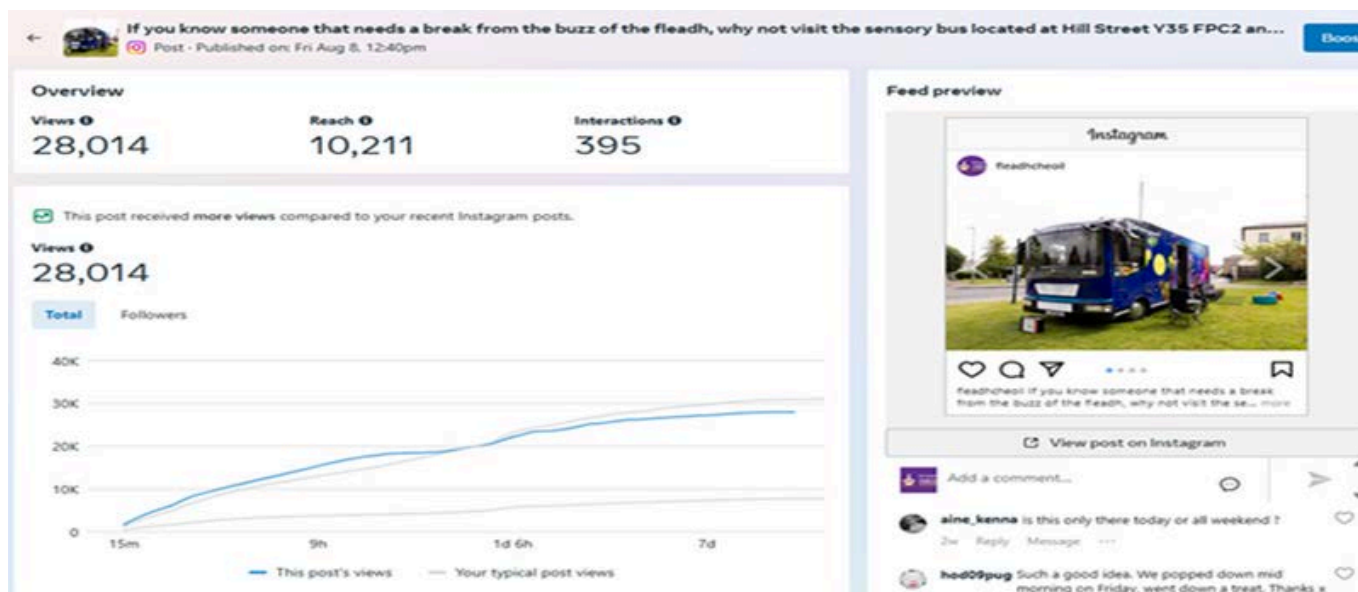 If you know someone that needs a break from the buzz of the fleadh, why not visit the sensory bus located at Hill Street Y35 FPC2 an...
Boos
Post · Published on: Fri Aug 8, 12:40pm
Overview
Views
Reach
Interactions
28,014
10,211
395
This post received more views compared to your recent Instagram posts.
Views
28,014
Total
Followers
40K
30K
20K
10K
0
15m
9h
1d 6h
7d
This post's views
Your typical post views
Feed preview
Instagram
fleadhcheoil
fleadhcheoil If you know someone that needs a break
from the buzz of the fleadh, why not visit the se... more
View post on Instagram
Add a comment...
aine_kenna Is this only there today or all weekend ?
2w Reply Message ...
hod09pug Such a good idea. We popped down mid
morning on Friday, went down a treat. Thanks x